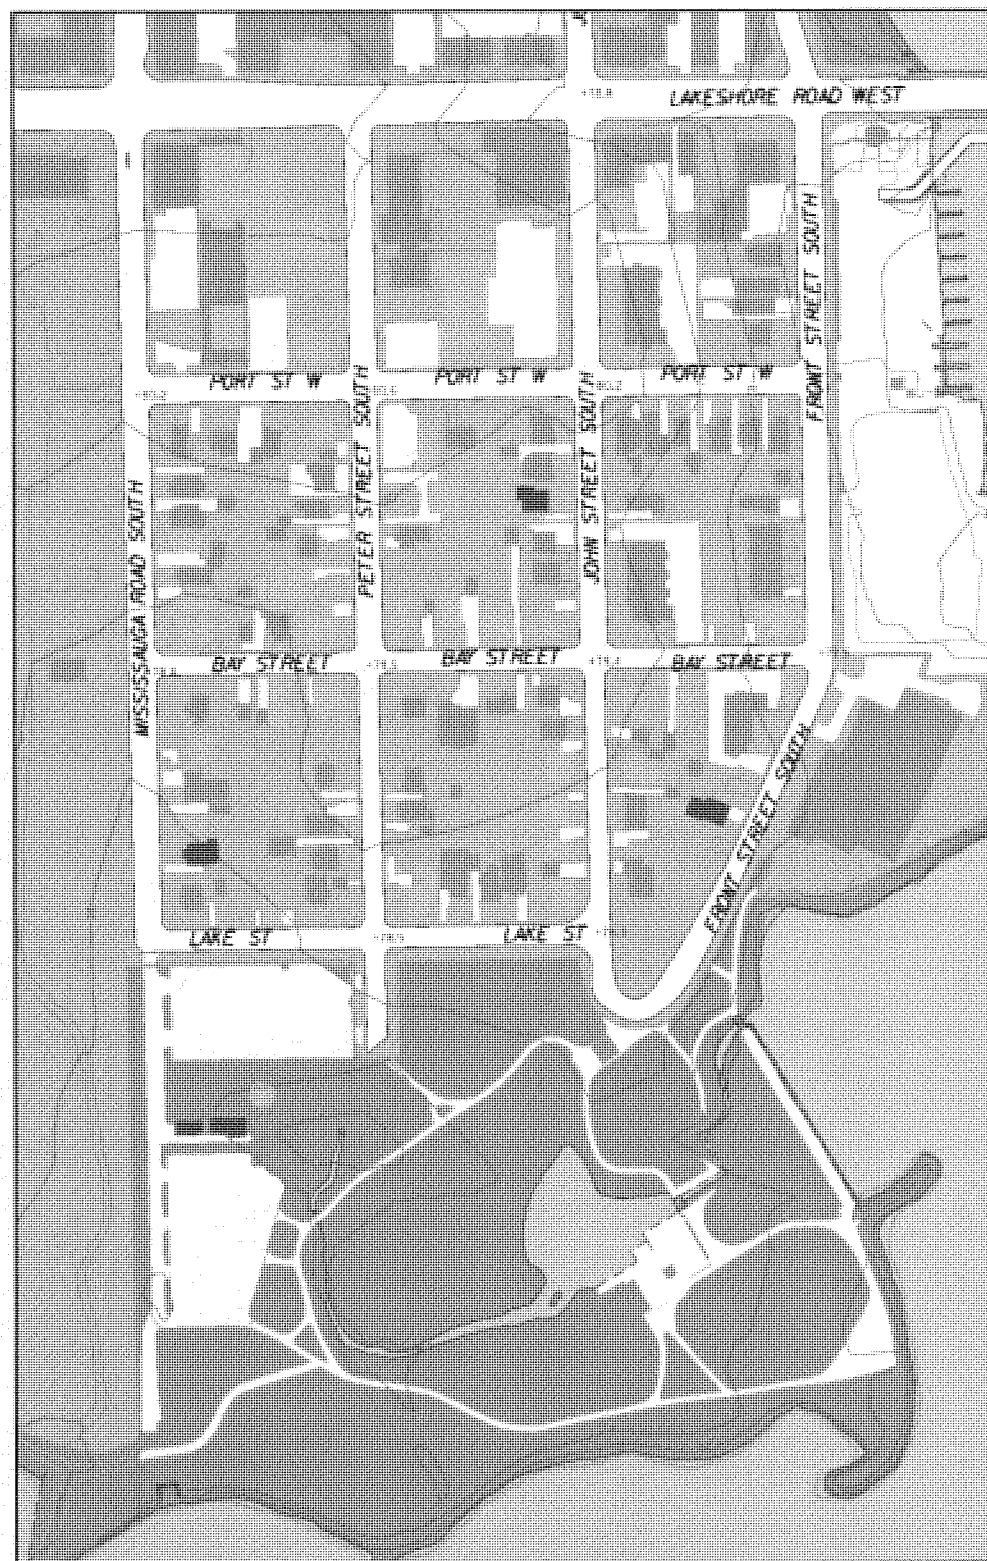 LAKESHORE ROAD WEST
FRONT STREET SOUTH
PORT ST W
PORT ST W
PORT ST W
MISSISSAUGA ROAD SOUTH
PETER STREET SOUTH
JOHN STREET SOUTH
BAY STREET
BAY STREET
BAY STREET
FRONT STREET SOUTH
LAKE ST
LAKE ST